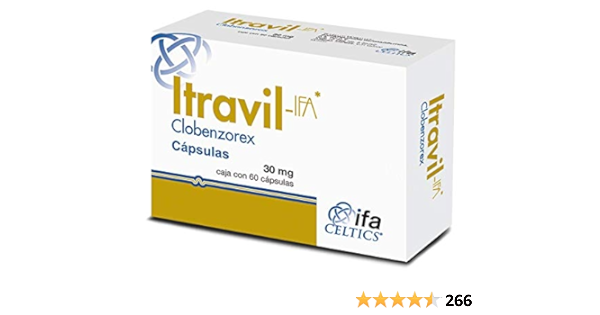 Itravil-IFA*
Clobenzorex
Cápsulas
30 mg
caja con 60 cápsulas
ifa
CELTICS®
Itravil-IFA*
Clobenzorex
266